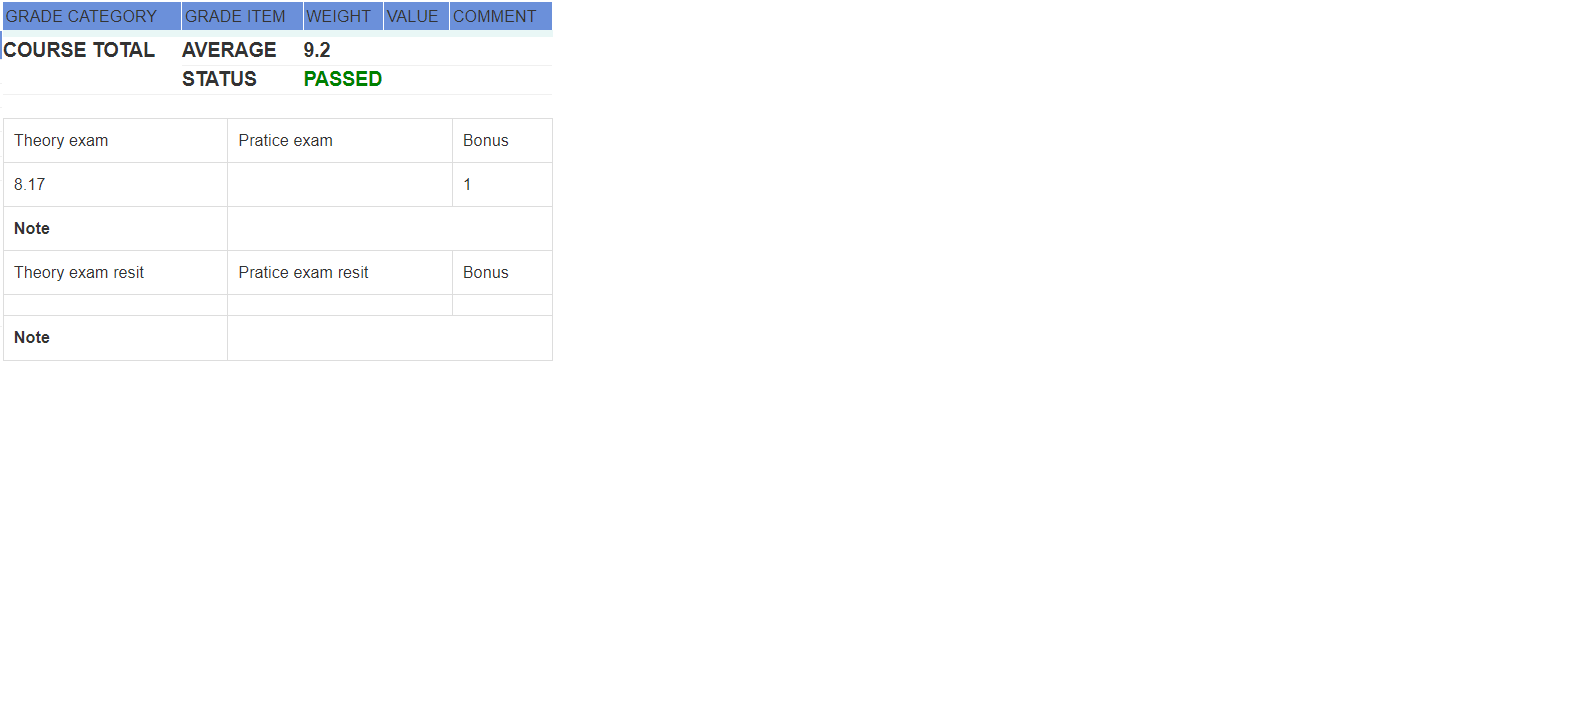 GRADE CATEGORY GRADE ITEM WEIGHT VALUE COMMENT
COURSE TOTAL AVERAGE 9.2
STATUS PASSED
Theory exam Pratice exam Bonus
8.17 1
Note
Theory exam resit Pratice exam resit Bonus
Note